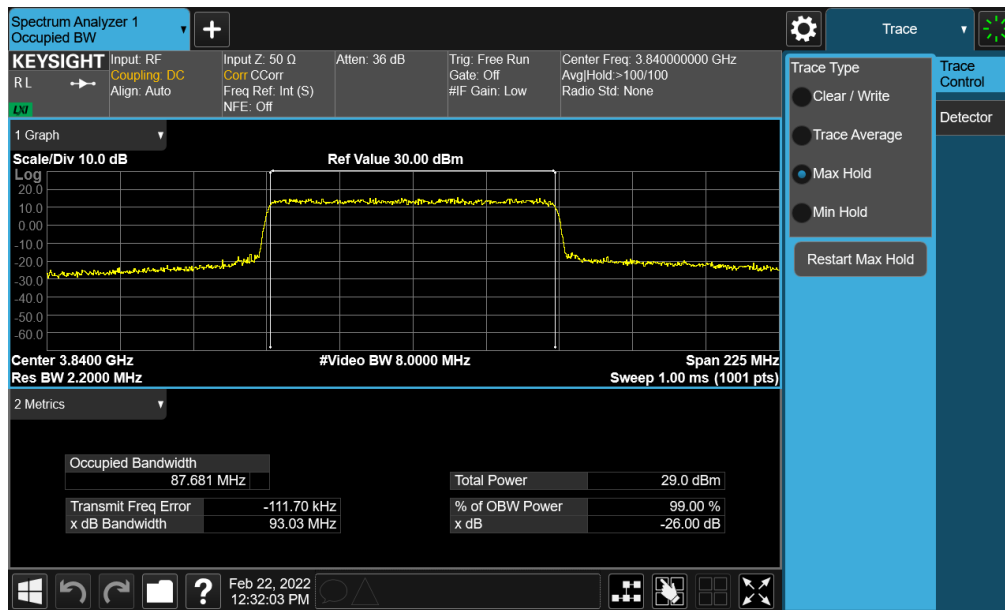 Spectrum Analyzer 1
Occupied BW
+
Trace
KEYSIGHT
RL
LXI
Input: RF
Coupling: DC
Align: Auto
Input Z: 50 Ω
Corr CCorr
Freq Ref: Int (S)
NFE: Off
Atten: 36 dB
Trig: Free Run
Gate: Off
#IF Gain: Low
Center Freq: 3.840000000 GHz
Avg|Hold:>100/100
Radio Std: None
1 Graph
Scale/Div 10.0 dB
Ref Value 30.00 dBm
Log
20.0
10.0
0.00
-10.0
-20.0
-30.0
-40.0
-50.0
-60.0
Center 3.8400 GHz
#Video BW 8.0000 MHz
Span 225 MHz
Res BW 2.2000 MHz
Sweep 1.00 ms (1001 pts)
2 Metrics
Occupied Bandwidth
87.681 MHz
Total Power 29.0 dBm
Transmit Freq Error -111.70 kHz
% of OBW Power 99.00 %
x dB Bandwidth 93.03 MHz
x dB -26.00 dB
Trace Type
Clear / Write
Trace Average
Max Hold
Min Hold
Restart Max Hold
Trace
Control
Detector
?
Feb 22, 2022
12:32:03 PM